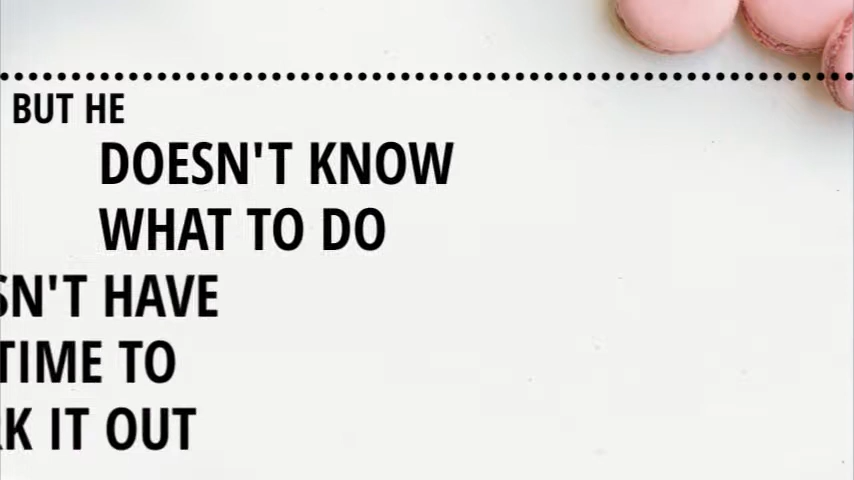 BUT HE
DOESN'T KNOW
WHAT TO DO
SN'T HAVE
TIME TO
K IT OUT